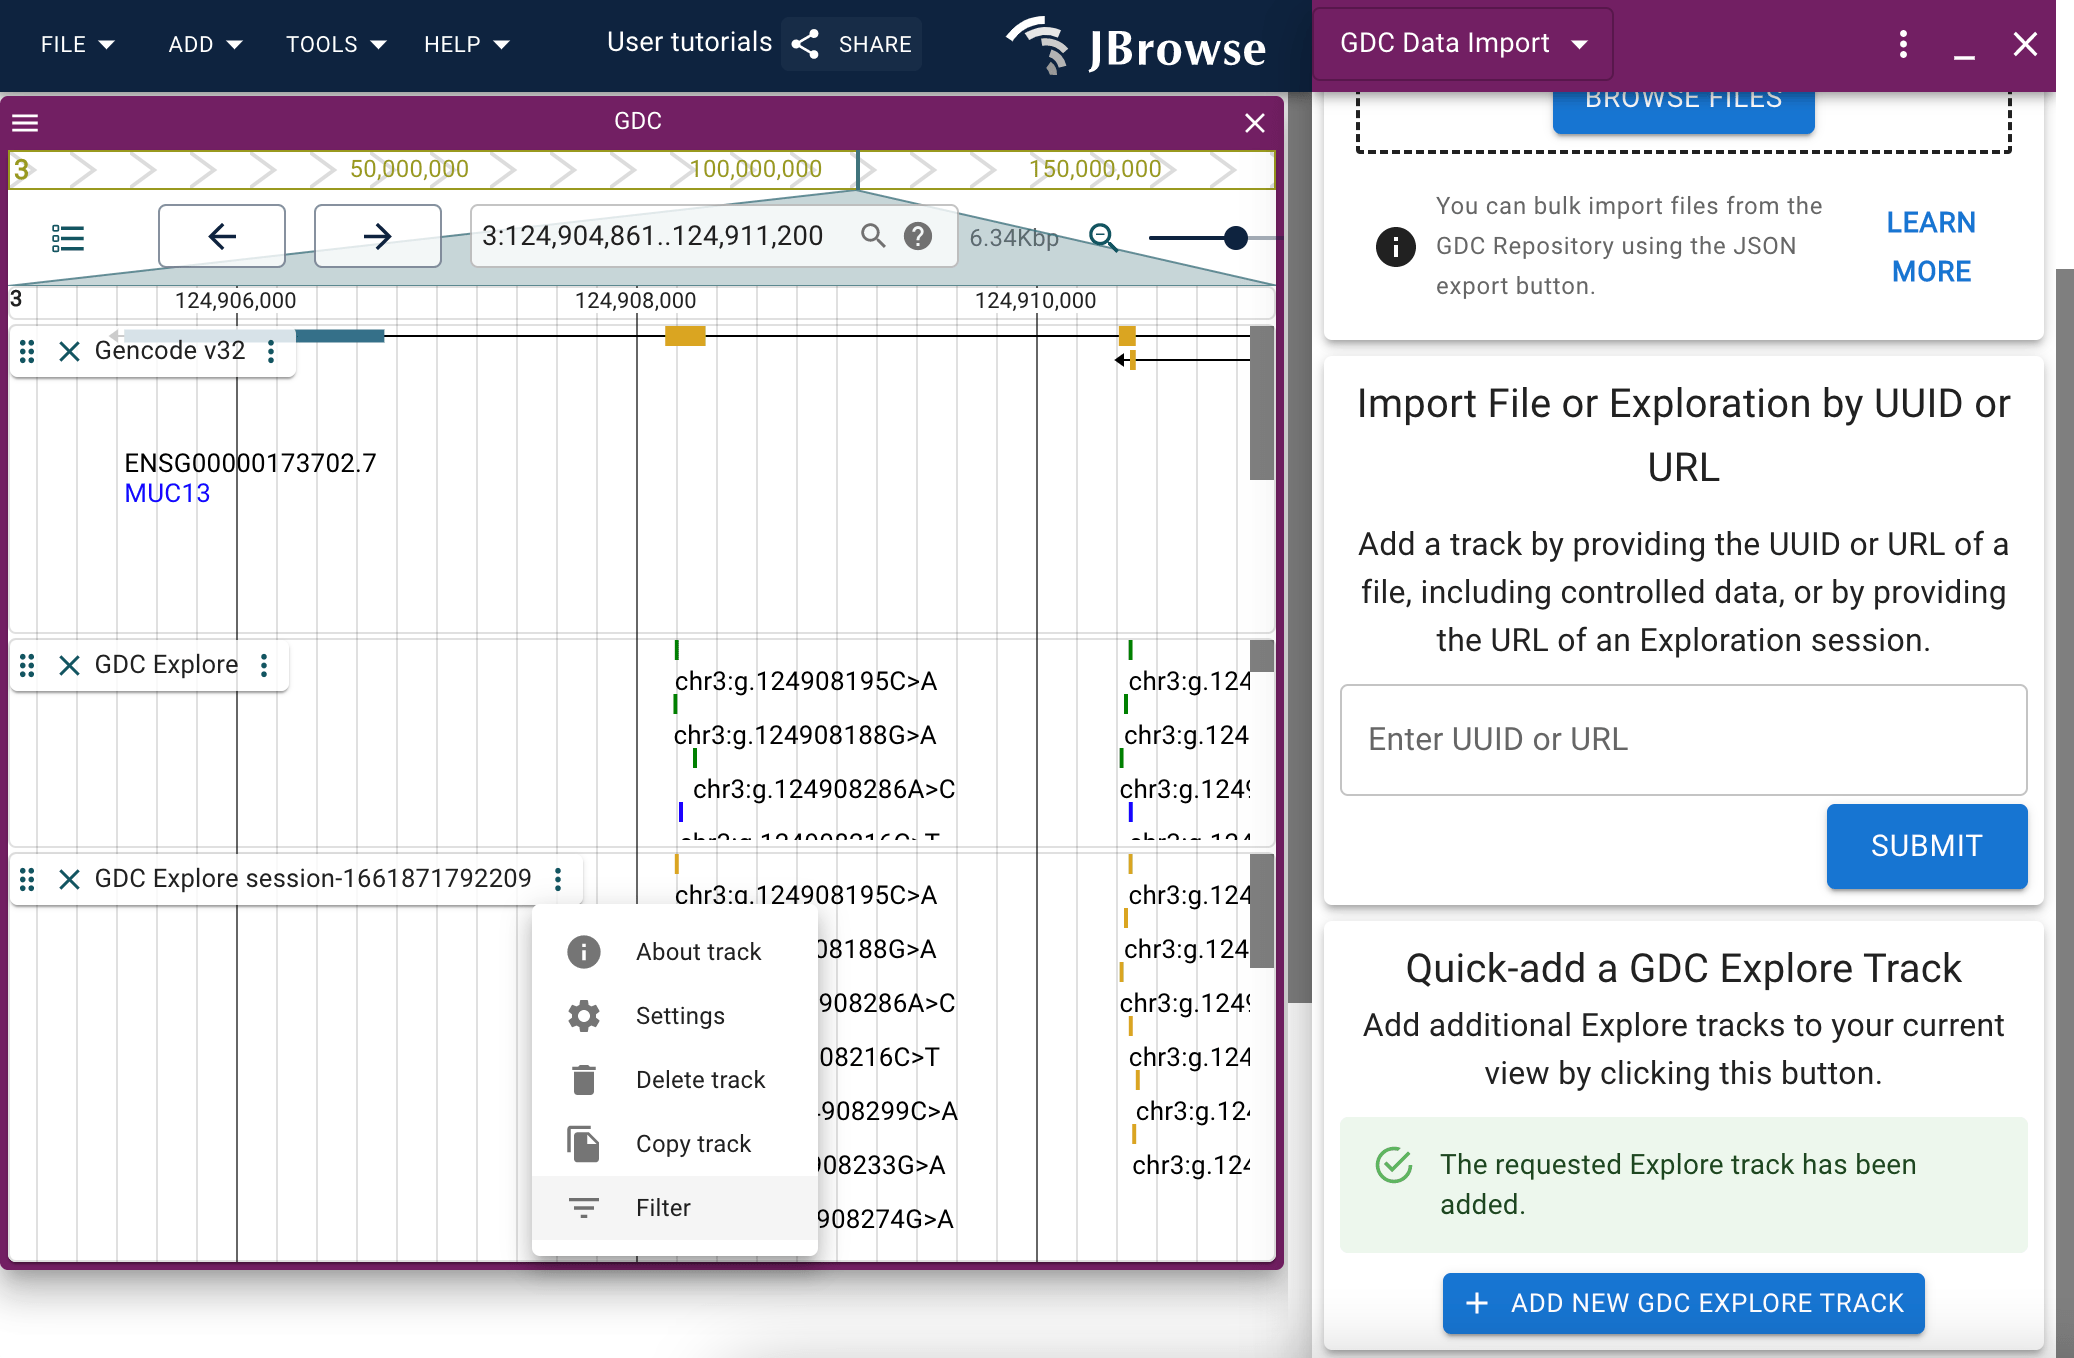 FILE ADD TOOLS HELP User tutorials SHARE JBrowse
GDC
3 50,000,000 100,000,000 150,000,000
3:124,904,861..124,911,200 6.34Kbp
3 124,906,000 124,908,000 124,910,000
Gencode v32
ENSG00000173702.7
MUC13
GDC Explore
chr3:g.124908195C>A chr3:g.124
chr3:g.124908188G>A chr3:g.124
chr3:g.124908286A>C chr3:g.1249
chr3:g.124908216C>T chr3:g.124
GDC Explore session-1661871792209
chr3:g.124908195C>A chr3:g.124
08188G>A chr3:g.124
908286A>C chr3:g.1249
08216C>T chr3:g.124
908299C>A chr3:g.124
08233G>A chr3:g.124
908274G>A
About track
Settings
Delete track
Copy track
Filter
GDC Data Import
BROWSE FILES
You can bulk import files from the
GDC Repository using the JSON
export button.
LEARN
MORE
Import File or Exploration by UUID or
URL
Add a track by providing the UUID or URL of a
file, including controlled data, or by providing
the URL of an Exploration session.
Enter UUID or URL
SUBMIT
Quick-add a GDC Explore Track
Add additional Explore tracks to your current
view by clicking this button.
The requested Explore track has been
added.
ADD NEW GDC EXPLORE TRACK